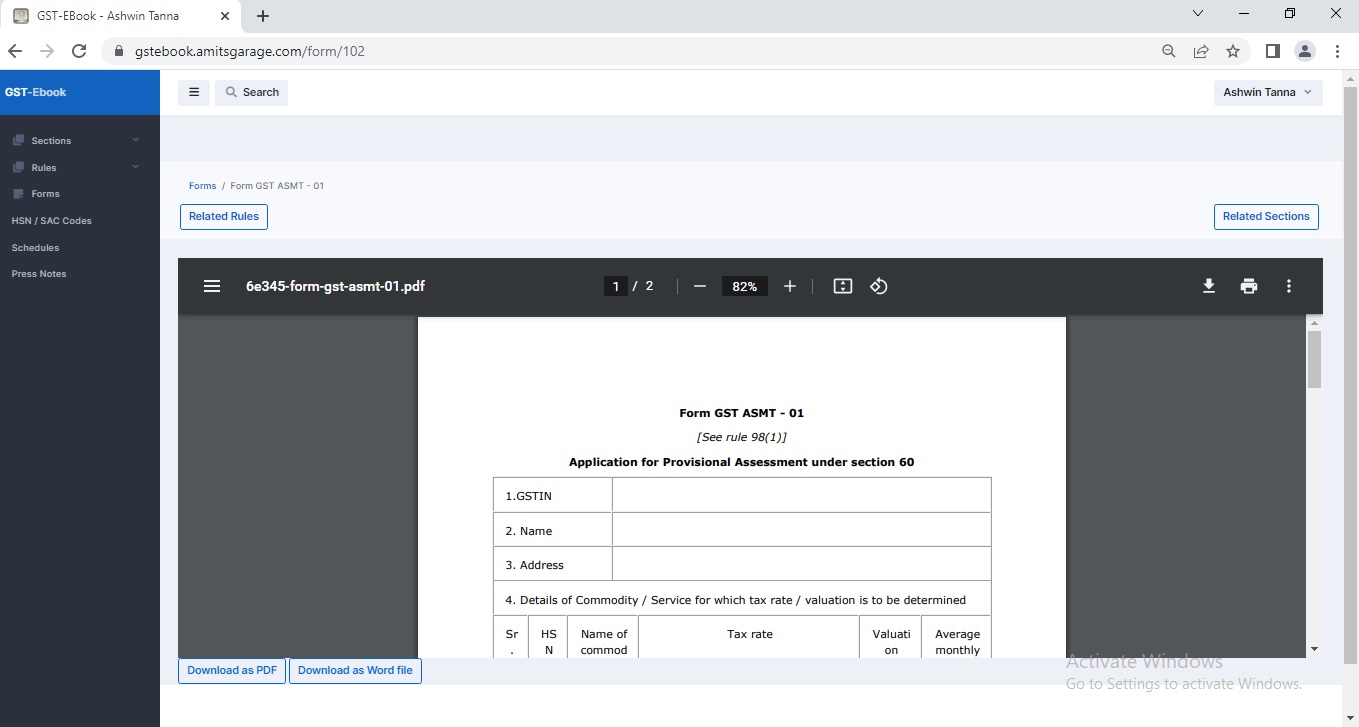 GST-EBook - Ashwin Tanna
gstebook.amitsgarage.com/form/102
GST-Ebook
Search
Ashwin Tanna
Sections
Rules
Forms
HSN / SAC Codes
Schedules
Press Notes
Forms / Form GST ASMT - 01
Related Rules
Related Sections
6e345-form-gst-asmt-01.pdf
1 / 2
82%
Form GST ASMT - 01
[See rule 98(1)]
Application for Provisional Assessment under section 60
1.GSTIN
2. Name
3. Address
4. Details of Commodity / Service for which tax rate / valuation is to be determined
Sr HS Name of Tax rate Valuati Average
. N commod on monthly
Download as PDF
Download as Word file
Activate Windows
Go to Settings to activate Windows.